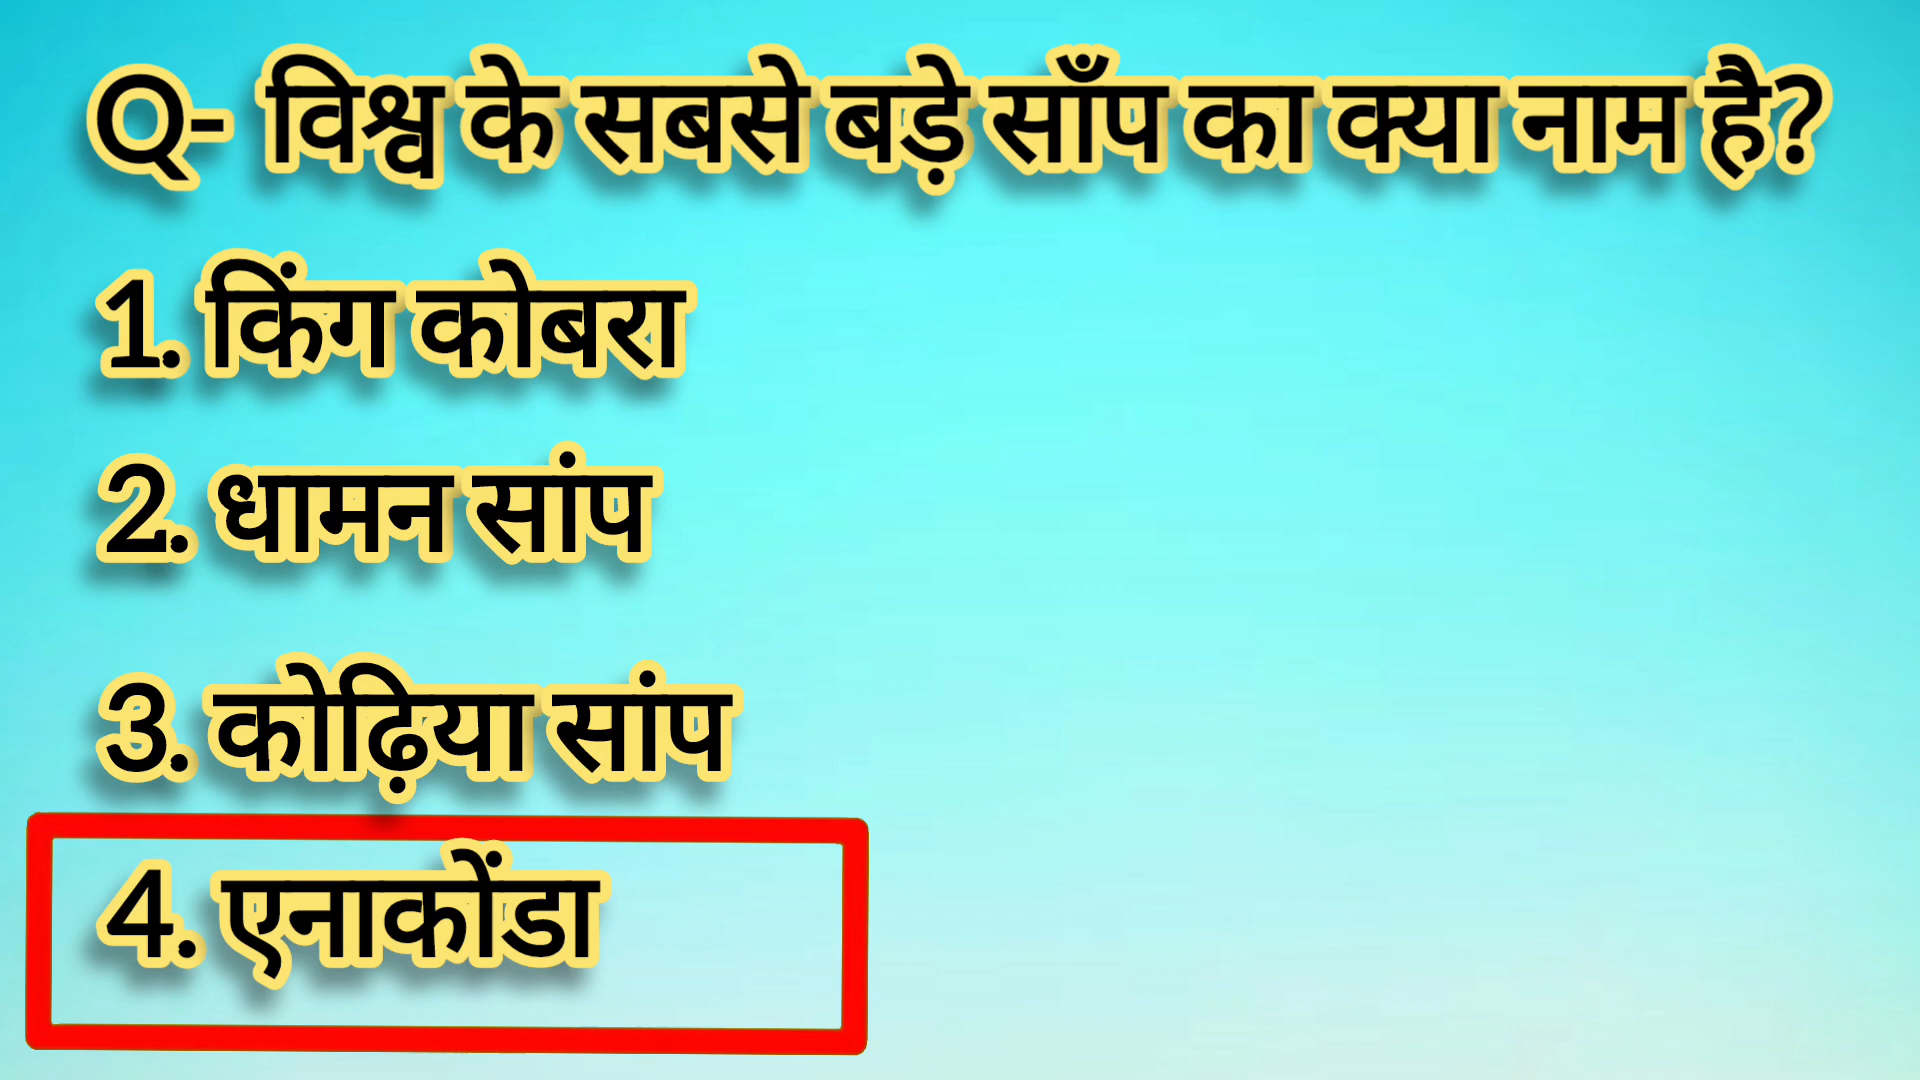 Q- विश्व के सबसे बड़े साँप का क्या नाम है?
1. किंग कोबरा
2. धामन सांप
3. कोढ़िया सांप
4. एनाकोंडा